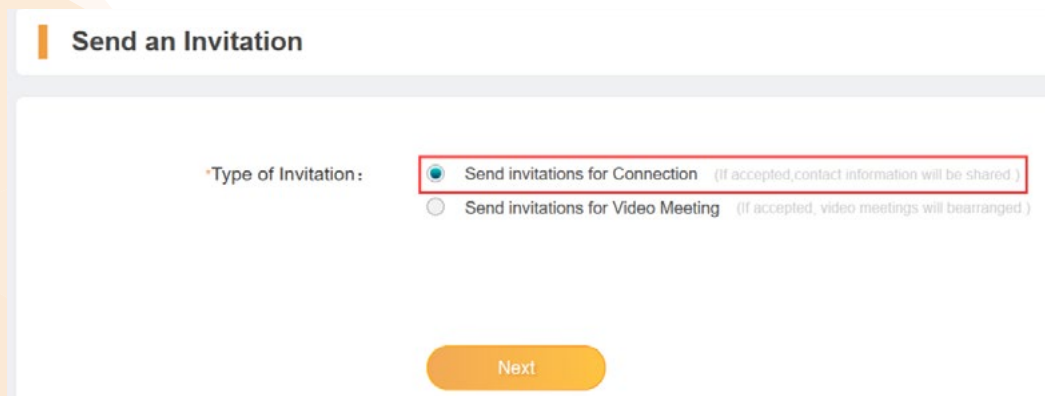 Send an Invitation
*Type of Invitation：
Send invitations for Connection (If accepted,contact information will be shared.)
Send invitations for Video Meeting (If accepted, video meetings will bearranged.)
Next